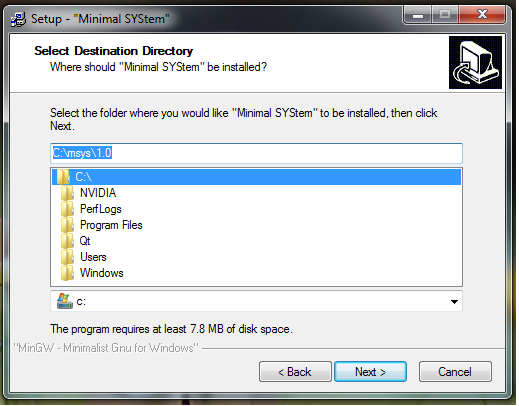 Setup - "Minimal SYStem"
Select Destination Directory
Where should "Minimal SYStem" be installed?
Select the folder where you would like "Minimal SYStem" to be installed, then click
Next.
C:\msys\1.0
C:\
NVIDIA
PerfLogs
Program Files
Qt
Users
Windows
c:
The program requires at least 7.8 MB of disk space.
"MinGW - Minimalist Gnu for Windows"
< Back
Next >
Cancel